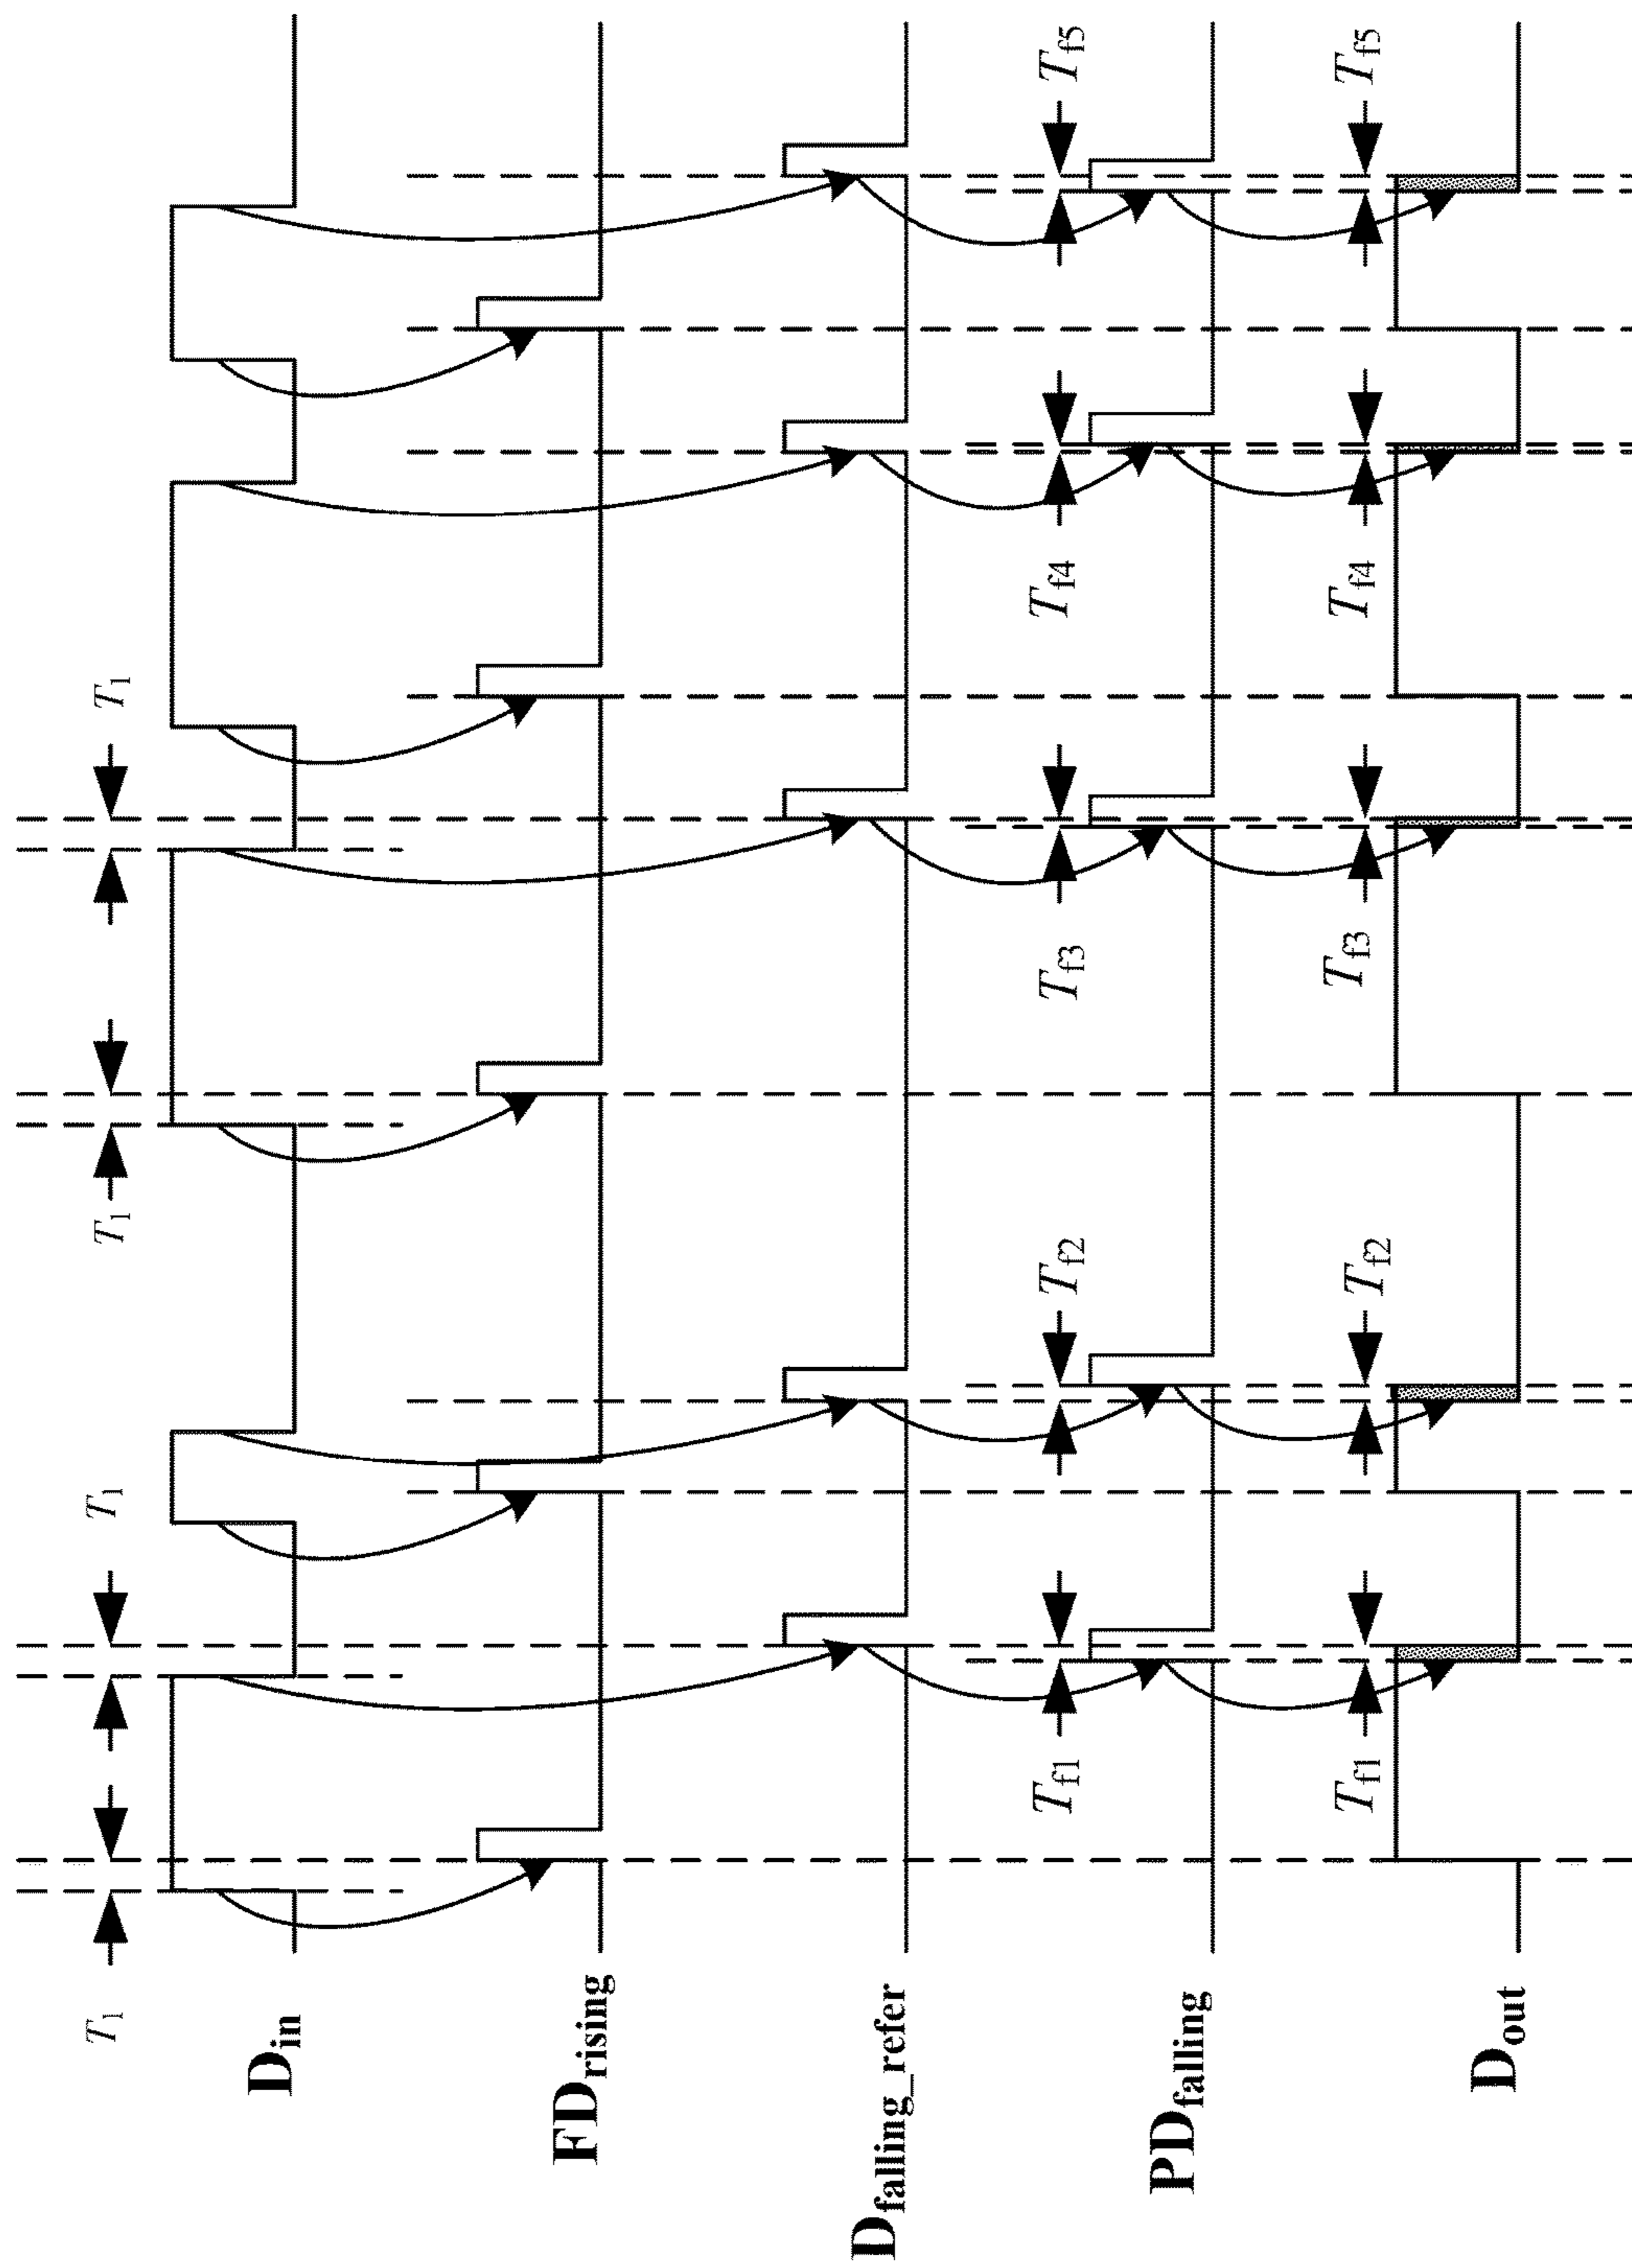 T1 T1 T1 T1
Din
FDrising
Dfalling_refer
Tf1 Tf2 Tf3 Tf4 Tf5
PDfalling
Tf1 Tf2 Tf3 Tf4 Tf5
Dout